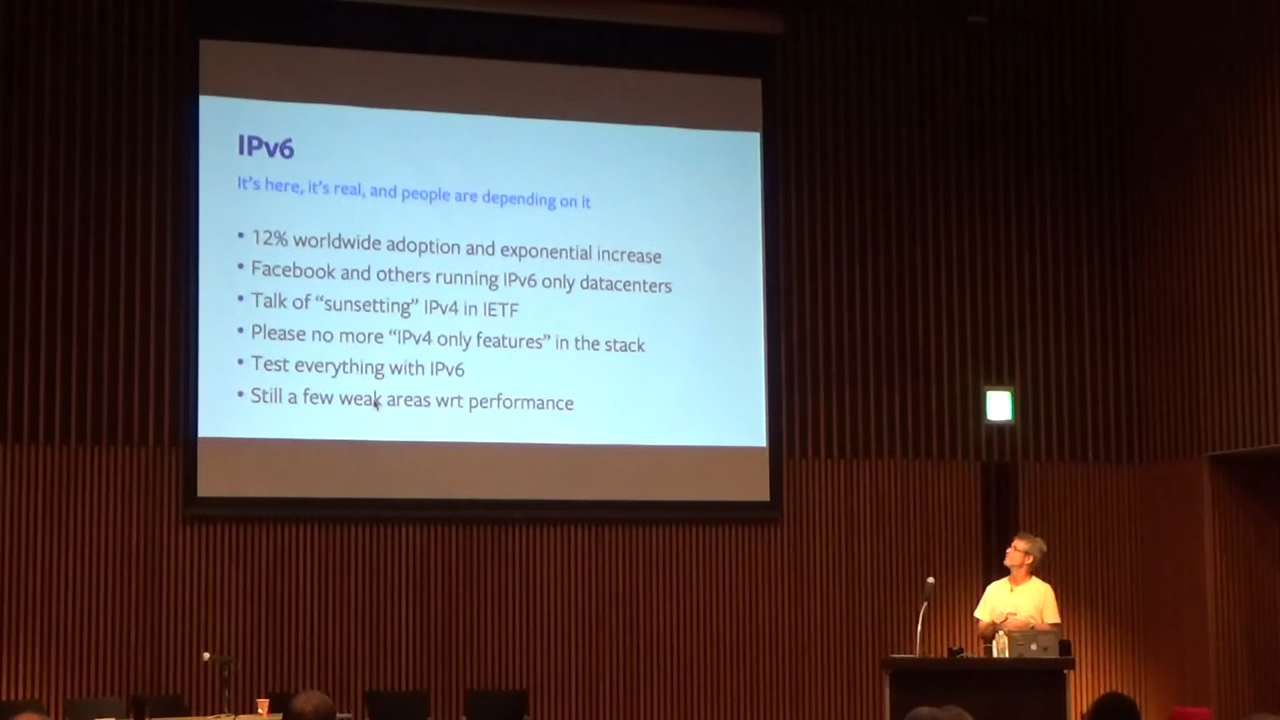 IPv6
It's here, it's real, and people are depending on it
• 12% worldwide adoption and exponential increase
• Facebook and others running IPv6 only datacenters
• Talk of “sunsetting” IPv4 in IETF
• Please no more “IPv4 only features” in the stack
• Test everything with IPv6
• Still a few weak areas wrt performance